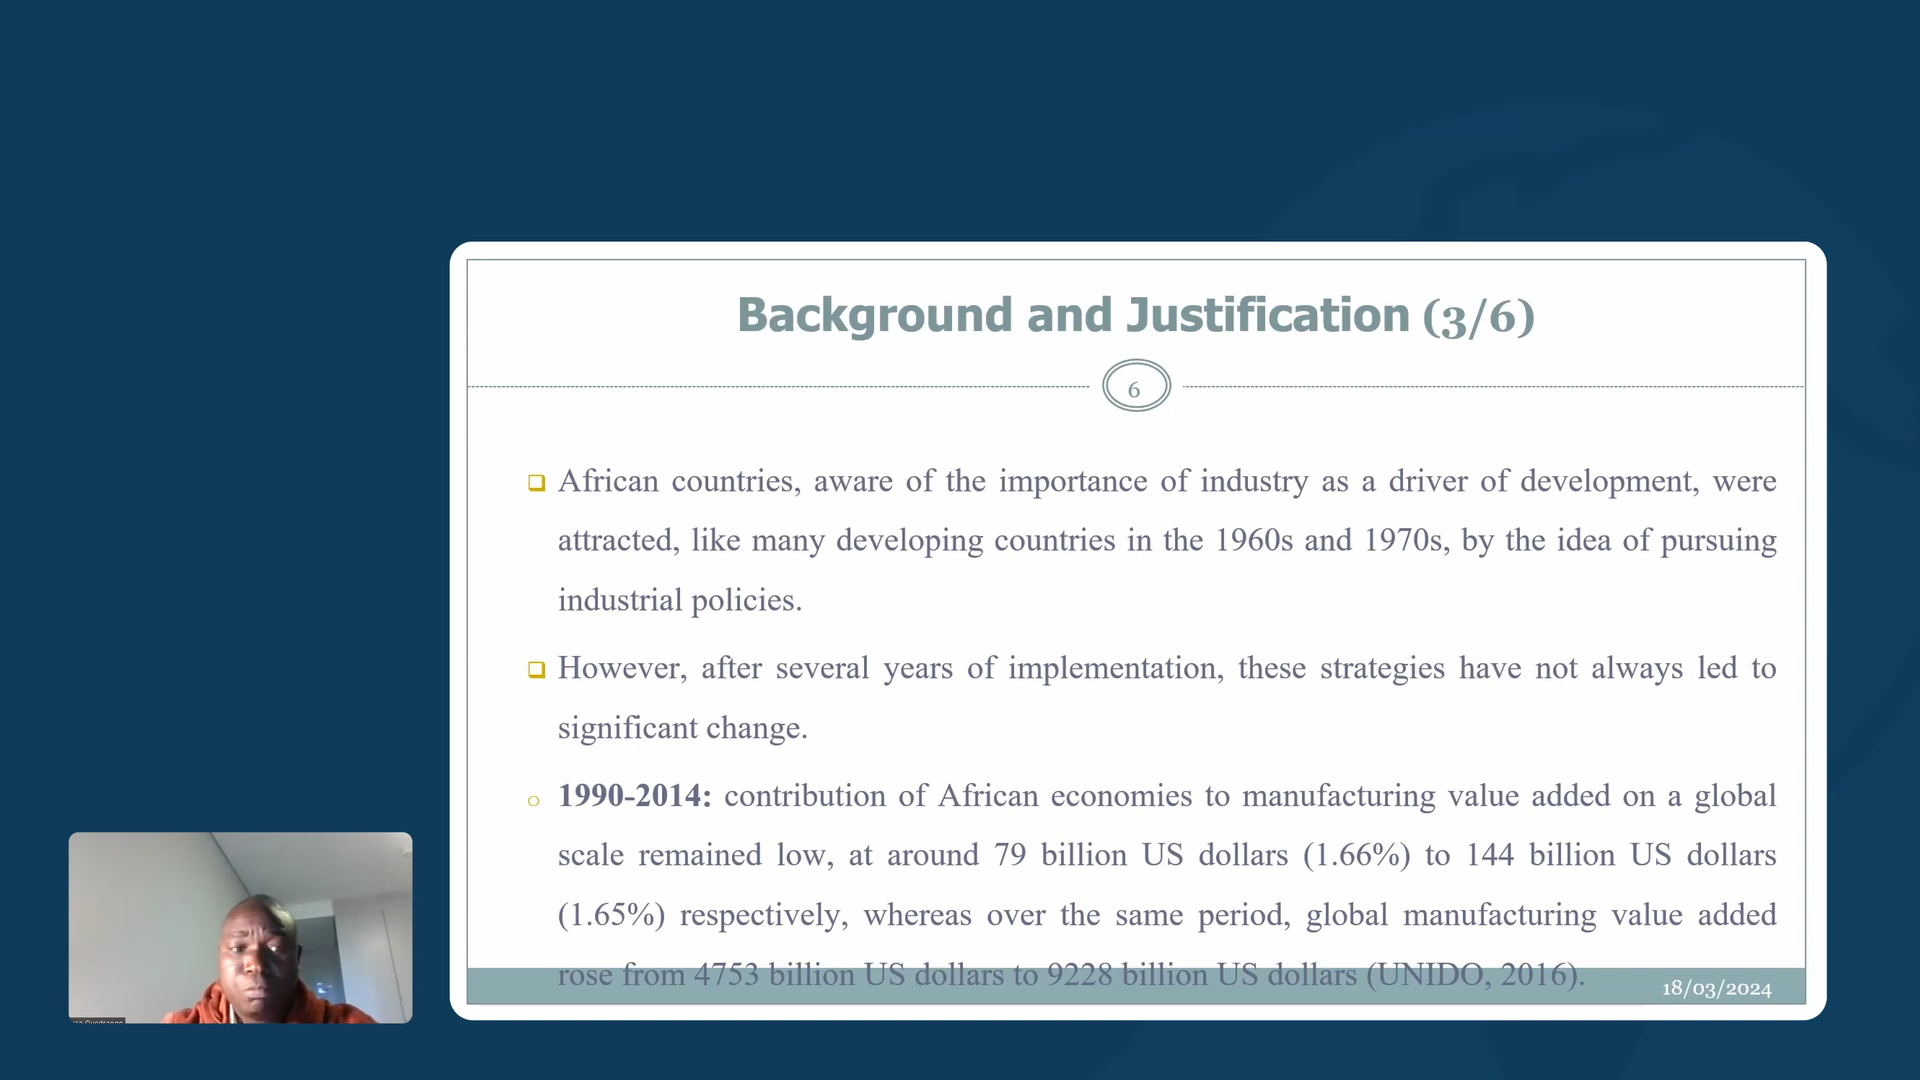 Background and Justification (3/6)
6
❑ African countries, aware of the importance of industry as a driver of development, were
attracted, like many developing countries in the 1960s and 1970s, by the idea of pursuing
industrial policies.
❑ However, after several years of implementation, these strategies have not always led to
significant change.
○ 1990-2014: contribution of African economies to manufacturing value added on a global
scale remained low, at around 79 billion US dollars (1.66%) to 144 billion US dollars
(1.65%) respectively, whereas over the same period, global manufacturing value added
rose from 4753 billion US dollars to 9228 billion US dollars (UNIDO, 2016).
18/03/2024